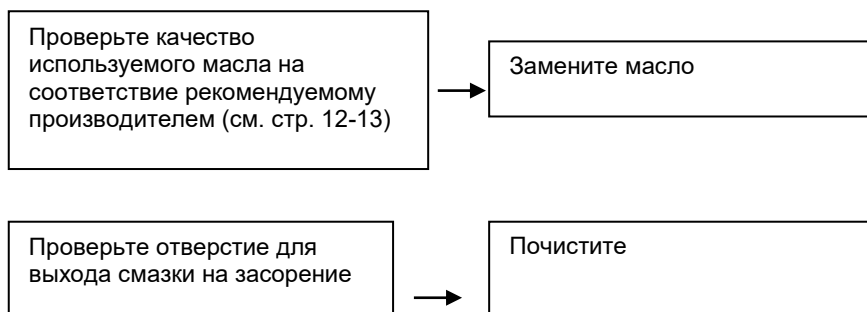 Проверьте качество
используемого масла на
соответствие рекомендуемому
производителем (см. стр. 12-13)
Замените масло
Проверьте отверстие для
выхода смазки на засорение
Почистите